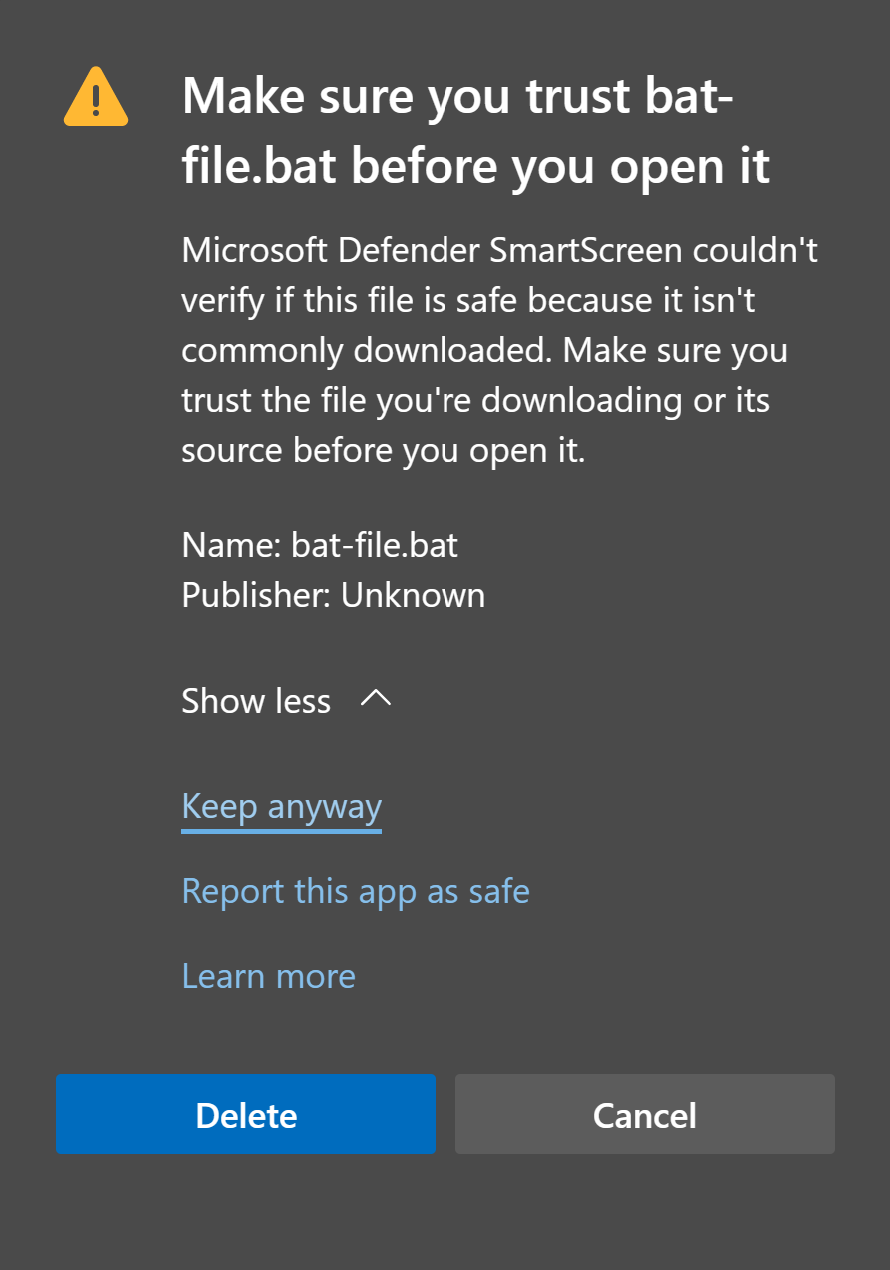 Make sure you trust bat-
file.bat before you open it
Microsoft Defender SmartScreen couldn't
verify if this file is safe because it isn't
commonly downloaded. Make sure you
trust the file you're downloading or its
source before you open it.
Name: bat-file.bat
Publisher: Unknown
Show less
Keep anyway
Report this app as safe
Learn more
Delete
Cancel